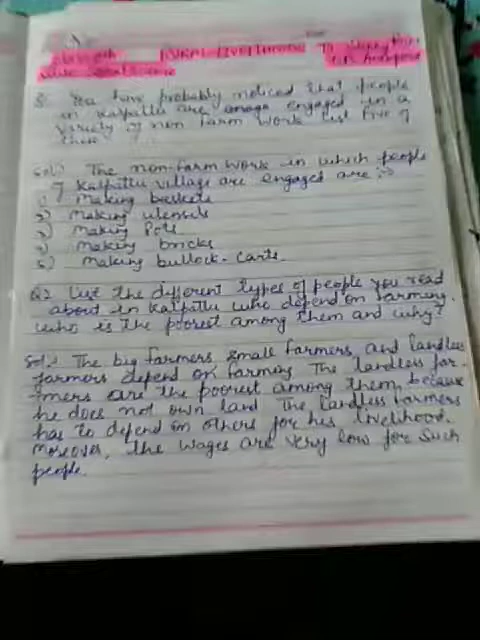 RURAL Livelihoods
Q. You have probably noticed that people
in Kalpattu are engaged in a
variety of non farm work List five of
these
Sol:- The non-farm work in which people
of Kalpattu village are engaged are :-
1) Making baskets
2) Making utensils
3) Making Pots
4) Making bricks
5) Making bullock-carts
Q2 List the different types of people you read
about in Kalpattu who depend on farming.
Who is the poorest among them and why?
Sol:- The big farmers small farmers and landless
farmers depend on farming The landless far-
mers are the poorest among them because
he does not own land The landless farmers
has to depend on others for his livelihood.
Moreover, the wages are very low for such
people.